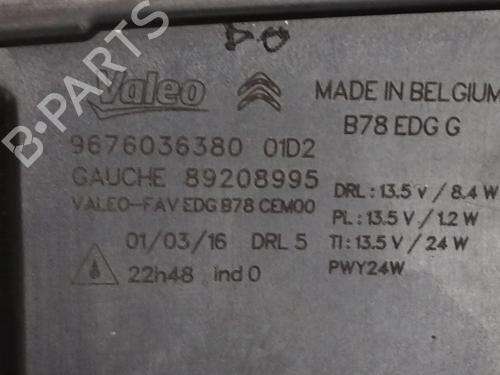 DO
Valeo
MADE IN BELGIUM
B78 EDG G
9676036380 01D2
GAUCHE 89208995
VALEO-FAV EDG B78 CEM00
DRL : 13.5 v / 8.4 W
PL : 13.5 V / 1.2 W
01/03/16 DRL 5
TI : 13.5 V / 24 W
22h48 ind 0
PWY24W
B-PARTS
B-PARTS